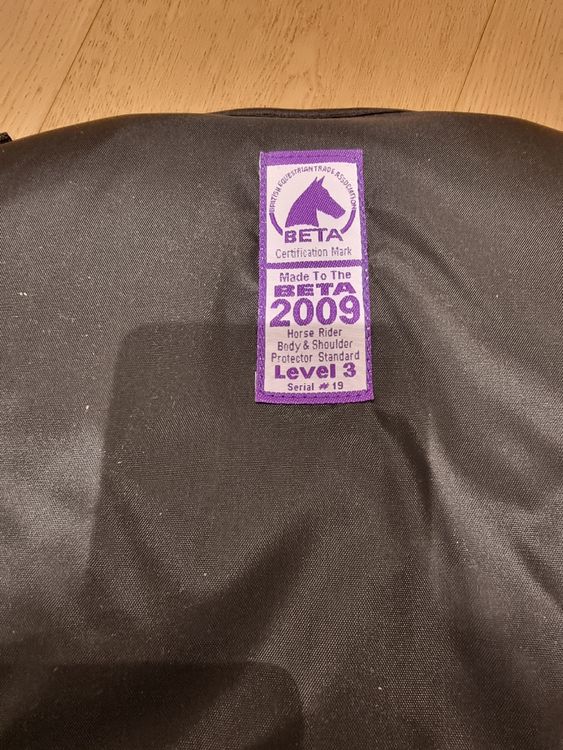 BRITISH EQUESTRIAN TRADE ASSOCIATION
BETA
Certification Mark
Made To The
BETA
2009
Horse Rider
Body & Shoulder
Protector Standard
Level 3
Serial # 19